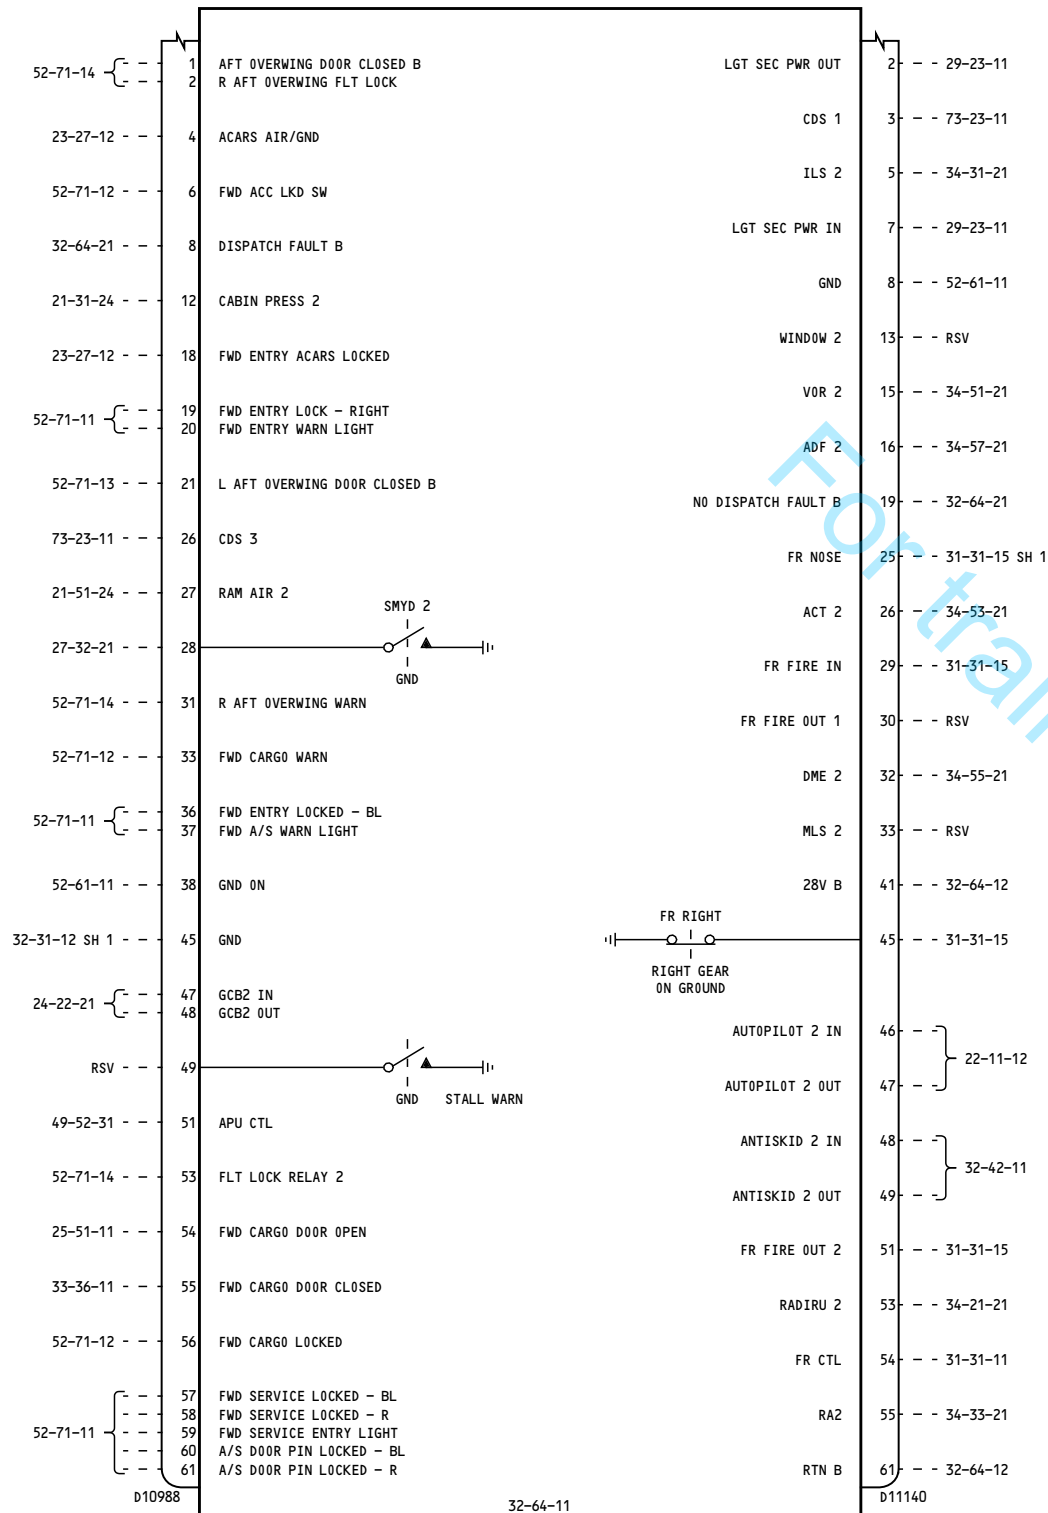 52-71-14
1 AFT OVERWING DOOR CLOSED B
2 R AFT OVERWING FLT LOCK
23-27-12 4 ACARS AIR/GND
52-71-12 6 FWD ACC LKD SW
32-64-21 8 DISPATCH FAULT B
21-31-24 12 CABIN PRESS 2
23-27-12 18 FWD ENTRY ACARS LOCKED
52-71-11
19 FWD ENTRY LOCK - RIGHT
20 FWD ENTRY WARN LIGHT
52-71-13 21 L AFT OVERWING DOOR CLOSED B
73-23-11 26 CDS 3
21-51-24 27 RAM AIR 2
SMYD 2
27-32-21 28
GND
52-71-14 31 R AFT OVERWING WARN
52-71-12 33 FWD CARGO WARN
52-71-11
36 FWD ENTRY LOCKED - BL
37 FWD A/S WARN LIGHT
52-61-11 38 GND ON
32-31-12 SH 1 45 GND
24-22-21
47 GCB2 IN
48 GCB2 OUT
RSV 49
GND STALL WARN
49-52-31 51 APU CTL
52-71-14 53 FLT LOCK RELAY 2
25-51-11 54 FWD CARGO DOOR OPEN
33-36-11 55 FWD CARGO DOOR CLOSED
52-71-12 56 FWD CARGO LOCKED
52-71-11
57 FWD SERVICE LOCKED - BL
58 FWD SERVICE LOCKED - R
59 FWD SERVICE ENTRY LIGHT
60 A/S DOOR PIN LOCKED - BL
61 A/S DOOR PIN LOCKED - R
D10988
LGT SEC PWR OUT 2 29-23-11
CDS 1 3 73-23-11
ILS 2 5 34-31-21
LGT SEC PWR IN 7 29-23-11
GND 8 52-61-11
WINDOW 2 13 RSV
VOR 2 15 34-51-21
ADF 2 16 34-57-21
NO DISPATCH FAULT B 19 32-64-21
FR NOSE 25 31-31-15 SH 1
ACT 2 26 34-53-21
FR FIRE IN 29 31-31-15
FR FIRE OUT 1 30 RSV
DME 2 32 34-55-21
MLS 2 33 RSV
28V B 41 32-64-12
FR RIGHT
45 31-31-15
RIGHT GEAR
ON GROUND
AUTOPILOT 2 IN 46
22-11-12
AUTOPILOT 2 OUT 47
ANTISKID 2 IN 48
32-42-11
ANTISKID 2 OUT 49
FR FIRE OUT 2 51 31-31-15
RADIRU 2 53 34-21-21
FR CTL 54 31-31-11
RA2 55 34-33-21
RTN B 61 32-64-12
D11140
32-64-11
For